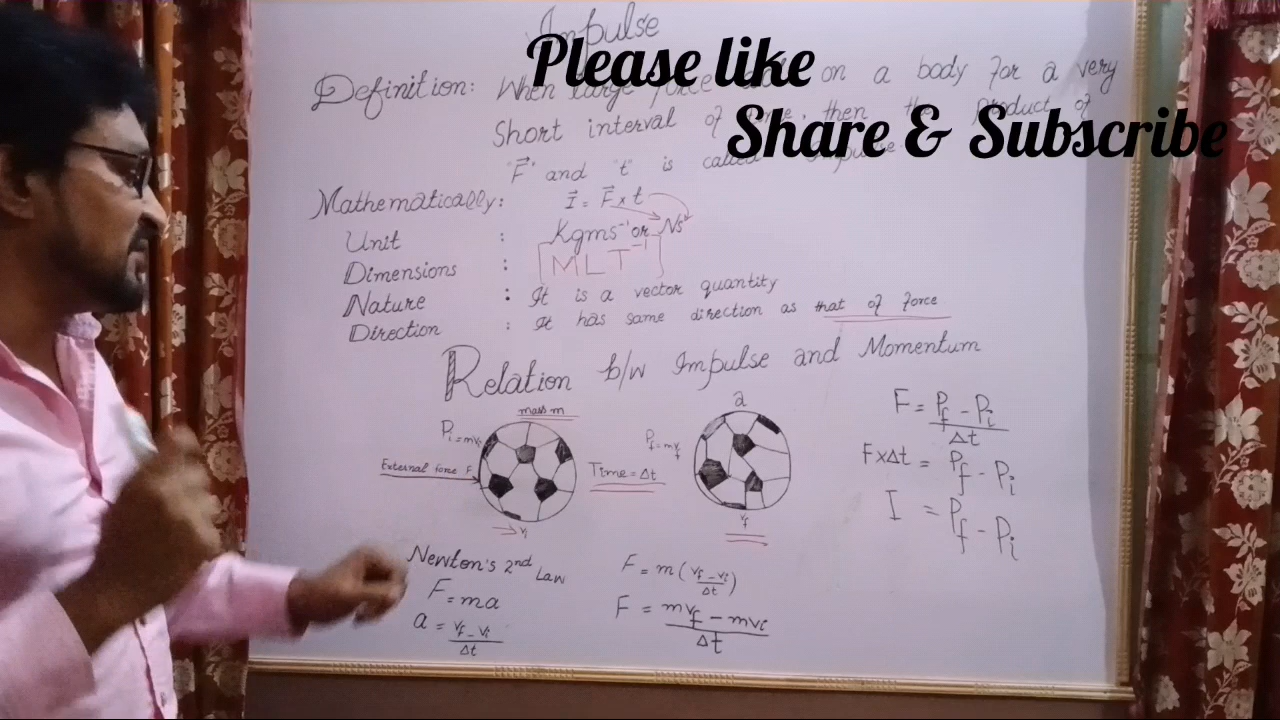 Impulse
Please like
Share & Subscribe
Definition: When large force on a body for a very
Short interval of time, then the product of
"F⃗" and "t" is called Impulse
Mathematically: I⃗ = F⃗ × t
Unit : Kgms⁻¹ or Ns
Dimensions : [MLT⁻¹]
Nature : It is a vector quantity
Direction : It has same direction as that of force
Relation b/w Impulse and Momentum
mass m
a
Pᵢ = mvᵢ
Pf = mvf
External force F
Time = Δt
vᵢ
vf
F = Pf - Pᵢ / Δt
F×Δt = Pf - Pᵢ
I = Pf - Pᵢ
Newton's 2nd Law
F = ma
a = vf - vᵢ / Δt
F = m (vf - vᵢ / Δt)
F = mvf - mvᵢ / Δt